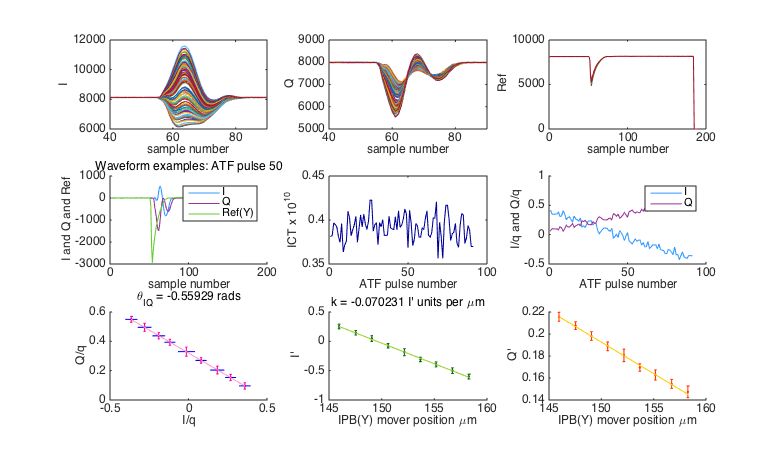 12000
10000
8000
6000
I
40
60
80
sample number
9000
8000
7000
6000
5000
Q
40
60
80
sample number
10000
5000
0
Ref
0
100
200
sample number
Waveform examples: ATF pulse 50
1000
0
-1000
-2000
-3000
I and Q and Ref
I
Q
Ref(Y)
0
100
200
sample number
0.45
0.4
0.35
ICT x 10^10
0
50
100
ATF pulse number
1
0.5
0
-0.5
I/q and Q/q
I
Q
0
50
100
ATF pulse number
θIQ = -0.55929 rads
0.6
0.4
0.2
0
Q/q
-0.5
0
0.5
I/q
k = -0.070231 I' units per μm
0.5
0
-0.5
-1
I'
145
150
155
160
IPB(Y) mover position μm
0.22
0.2
0.18
0.16
0.14
Q'
145
150
155
160
IPB(Y) mover position μm